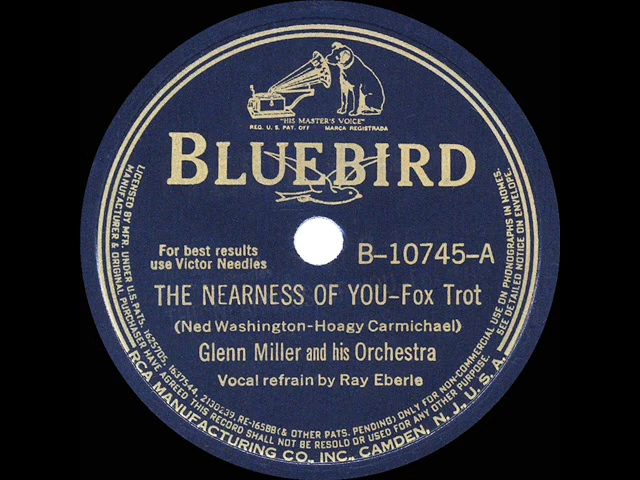 "HIS MASTER'S VOICE"
REG. U. S. PAT. OFF. MARCA REGISTRADA
BLUEBIRD
For best results
use Victor Needles
B-10745-A
THE NEARNESS OF YOU-Fox Trot
(Ned Washington-Hoagy Carmichael)
Glenn Miller and his Orchestra
Vocal refrain by Ray Eberle
LICENSED BY MFR. UNDER U.S. PATS. 1625705, 1637544, 2130239, RE-16588 (& OTHER PATS. PENDING) ONLY FOR NON-COMMERCIAL USE ON PHONOGRAPHS IN HOMES.
MANUFACTURER & ORIGINAL PURCHASER HAVE AGREED THIS RECORD SHALL NOT BE RESOLD OR USED FOR ANY OTHER PURPOSE. SEE DETAILED NOTICE ON ENVELOPE.
RCA MANUFACTURING CO., INC., CAMDEN, N. J., U. S. A.